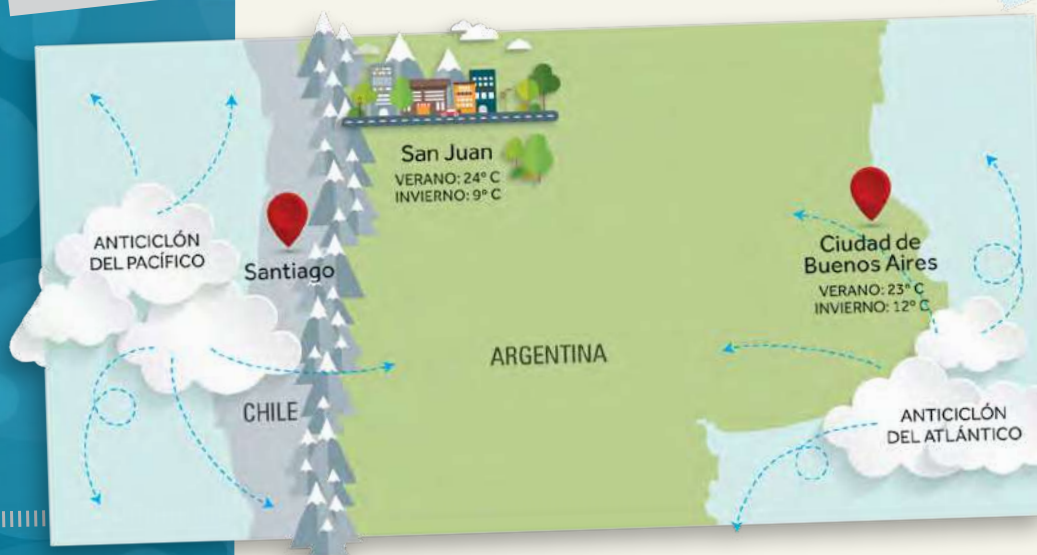 San Juan
VERANO: 24° C
INVIERNO: 9° C
ANTICICLÓN
DEL PACÍFICO
Santiago
Ciudad de
Buenos Aires
VERANO: 23° C
INVIERNO: 12° C
ARGENTINA
CHILE
ANTICICLÓN
DEL ATLÁNTICO